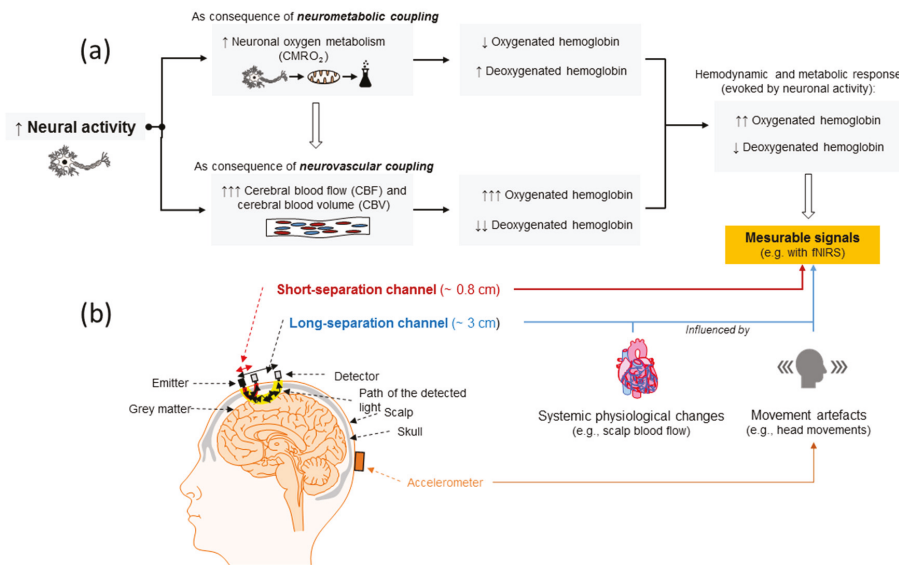 (a)
As consequence of neurometabolic coupling
↑ Neuronal oxygen metabolism
(CMRO₂)
↓ Oxygenated hemoglobin
↑ Deoxygenated hemoglobin
Hemodynamic and metabolic response
(evoked by neuronal activity):
↑↑ Oxygenated hemoglobin
↓ Deoxygenated hemoglobin
↑ Neural activity
As consequence of neurovascular coupling
↑↑↑ Cerebral blood flow (CBF) and
cerebral blood volume (CBV)
↑↑↑ Oxygenated hemoglobin
↓↓ Deoxygenated hemoglobin
Mesurable signals
(e.g. with fNIRS)
(b)
Short-separation channel (~ 0.8 cm)
Long-separation channel (~ 3 cm)
Influenced by
Emitter
Detector
Grey matter
Path of the detected
light
Scalp
Skull
Accelerometer
Systemic physiological changes
(e.g., scalp blood flow)
Movement artefacts
(e.g., head movements)